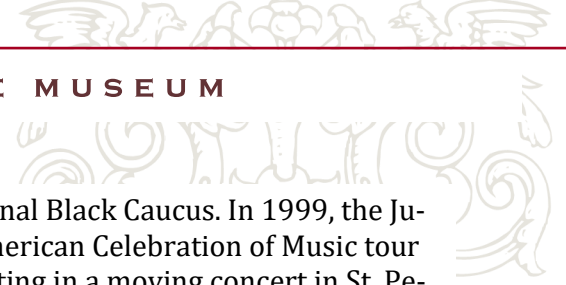 MUSEUM
nal Black Caucus. In 1999, the Ju-
erican Celebration of Music tour
ting in a moving concert in St. Pe-